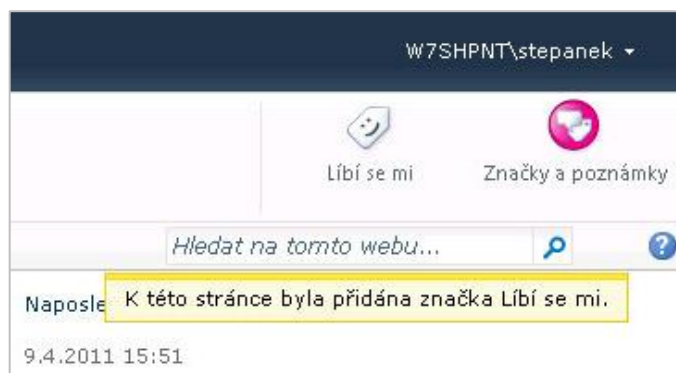 W7SHPNT\stepanek
Líbí se mi
Značky a poznámky
Hledat na tomto webu...
K této stránce byla přidána značka Líbí se mi.
Naposle
9.4.2011 15:51